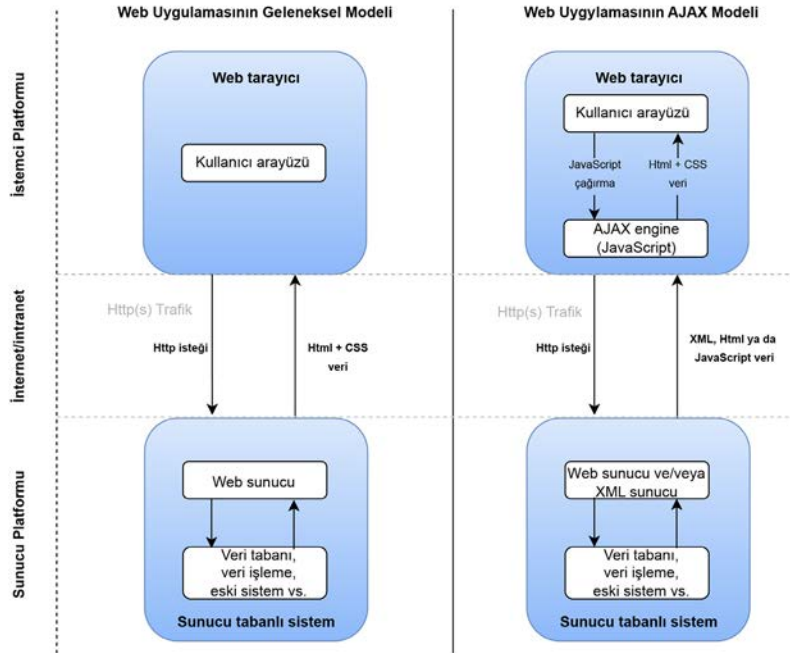 Web Uygulamasının Geleneksel Modeli
Web Uygylamasının AJAX Modeli
İstemci Platformu
İnternet/intranet
Sunucu Platformu
Web tarayıcı
Kullanıcı arayüzü
Http(s) Trafik
Http isteği
Html + CSS
veri
Web sunucu
Veri tabanı,
veri işleme,
eski sistem vs.
Sunucu tabanlı sistem
Web tarayıcı
Kullanıcı arayüzü
JavaScript
çağırma
Html + CSS
veri
AJAX engine
(JavaScript)
Http(s) Trafik
Http isteği
XML, Html ya da
JavaScript veri
Web sunucu ve/veya
XML sunucu
Veri tabanı,
veri işleme,
eski sistem vs.
Sunucu tabanlı sistem